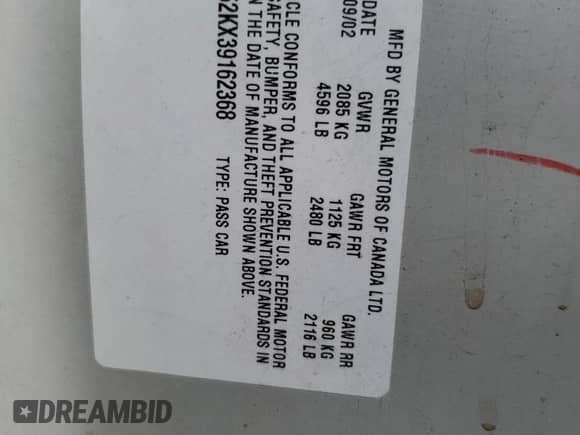 MFD BY GENERAL MOTORS OF CANADA LTD.
DATE GVWR GAWR FRT GAWR RR
09/02 2085 KG 1125 KG 960 KG
4596 LB 2480 LB 2116 LB
CLE CONFORMS TO ALL APPLICABLE U.S. FEDERAL MOTOR
SAFETY, BUMPER, AND THEFT PREVENTION STANDARDS IN
ON THE DATE OF MANUFACTURE SHOWN ABOVE.
2KX39162368 TYPE: PASS CAR
DREAMBID